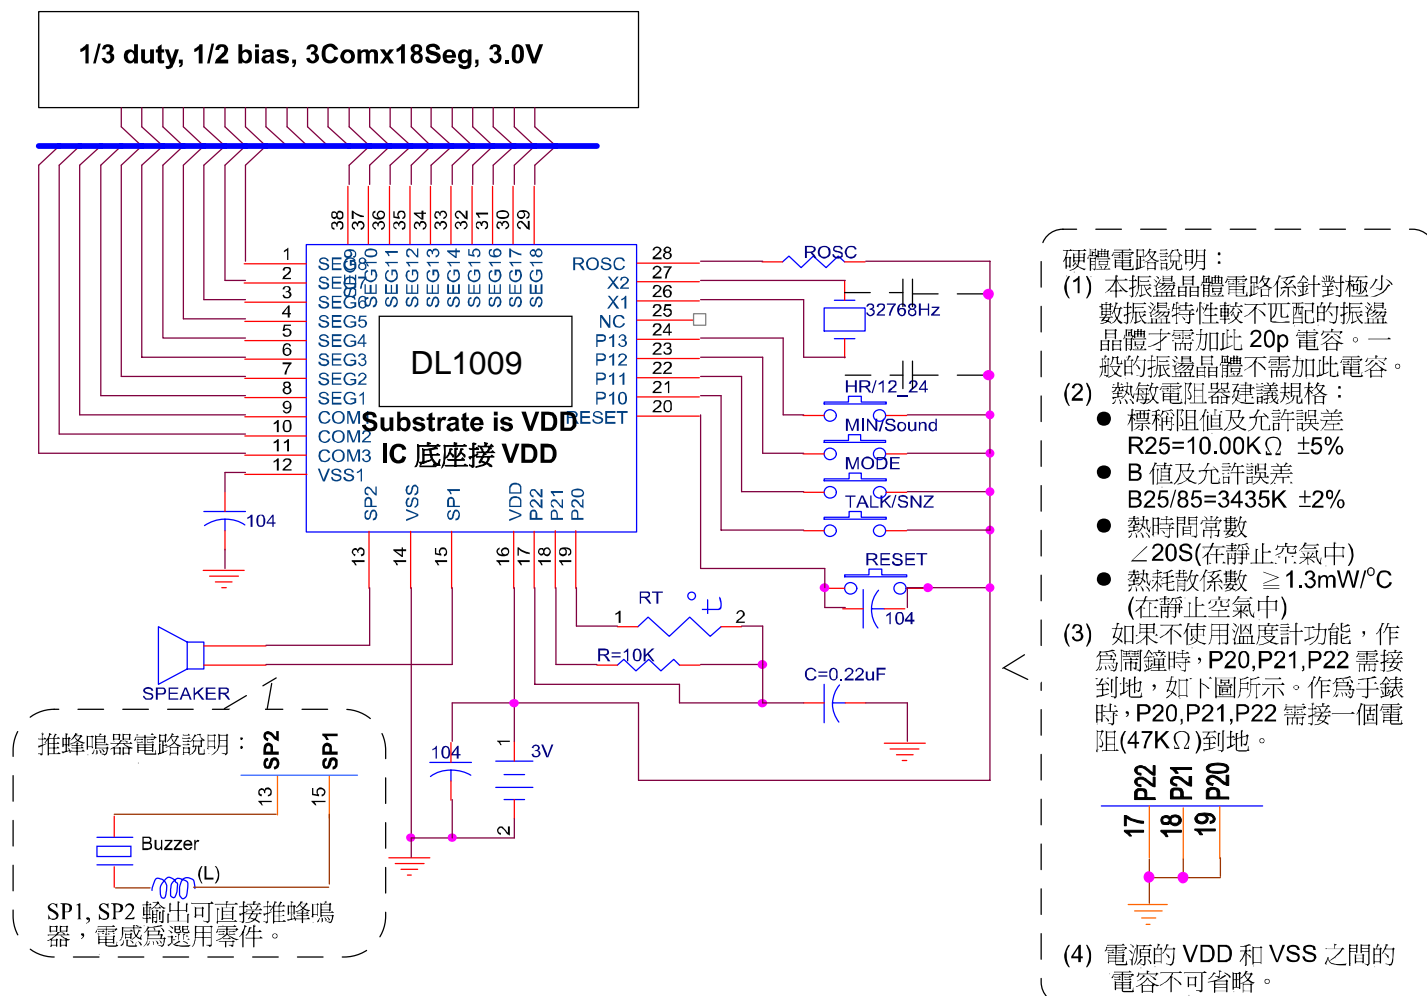 1/3 duty, 1/2 bias, 3Comx18Seg, 3.0V
38 37 36 35 34 33 32 31 30 29
SEG9 SEG10 SEG11 SEG12 SEG13 SEG14 SEG15 SEG16 SEG17 SEG18
1 SEG8
2 SEG7
3 SEG6
4 SEG5
5 SEG4
6 SEG3
7 SEG2
8 SEG1
9 COM1
10 COM2
11 COM3
12 VSS1
104
DL1009
Substrate is VDD
IC 底座接 VDD
ROSC 28
X2 27
X1 26
NC 25
P13 24
P12 23
P11 22
P10 21
RESET 20
SP2 VSS SP1 VDD P22 P21 P20
13 14 15 16 17 18 19
ROSC
32768Hz
HR/12_24
MIN/Sound
MODE
TALK/SNZ
RESET
104
RT
1 2
t
R=10K
C=0.22uF
SPEAKER
104
1
3V
2
推蜂鳴器電路說明：
SP2 SP1
13 15
Buzzer
(L)
SP1, SP2 輸出可直接推蜂鳴
器，電感爲選用零件。
硬體電路說明：
(1) 本振盪晶體電路係針對極少
數振盪特性較不匹配的振盪
晶體才需加此 20p 電容。一
般的振盪晶體不需加此電容。
(2) 熱敏電阻器建議規格：
● 標稱阻值及允許誤差
R25=10.00KΩ ±5%
● B 值及允許誤差
B25/85=3435K ±2%
● 熱時間常數
∠20S(在靜止空氣中)
● 熱耗散係數 ≧1.3mW/°C
(在靜止空氣中)
(3) 如果不使用溫度計功能，作
爲鬧鐘時，P20,P21,P22 需接
到地，如下圖所示。作爲手錶
時，P20,P21,P22 需接一個電
阻(47KΩ)到地。
P22 P21 P20
17 18 19
(4) 電源的 VDD 和 VSS 之間的
電容不可省略。